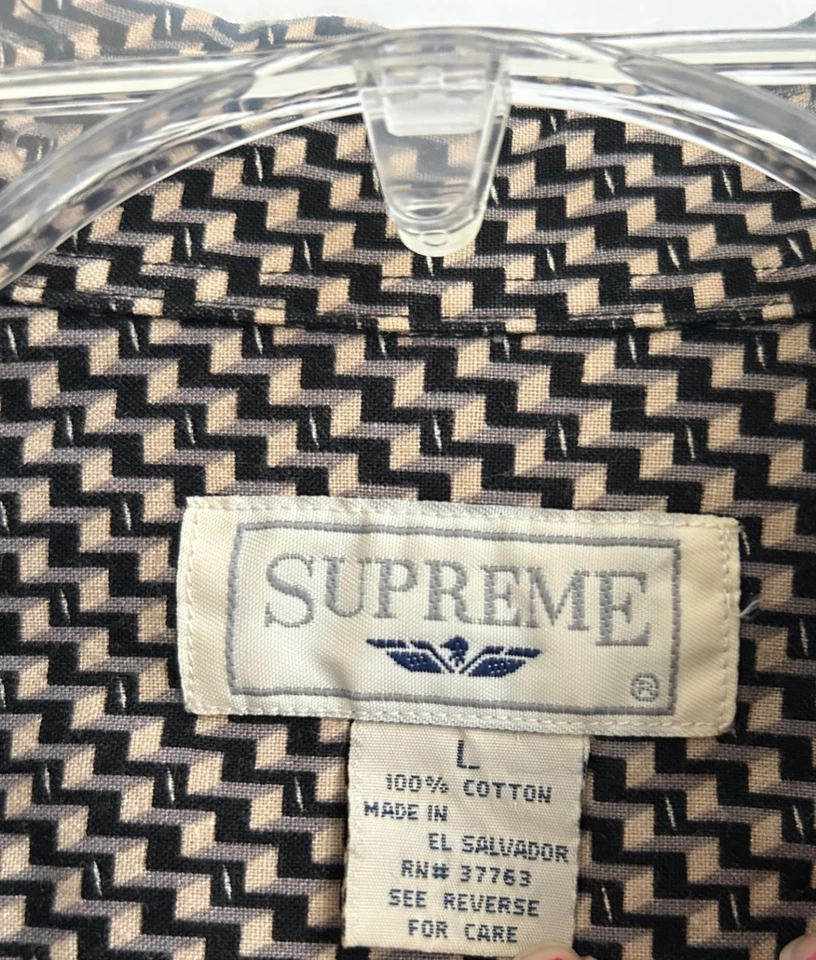 SUPREME
®
L
100% COTTON
MADE IN
EL SALVADOR
RN# 37763
SEE REVERSE
FOR CARE